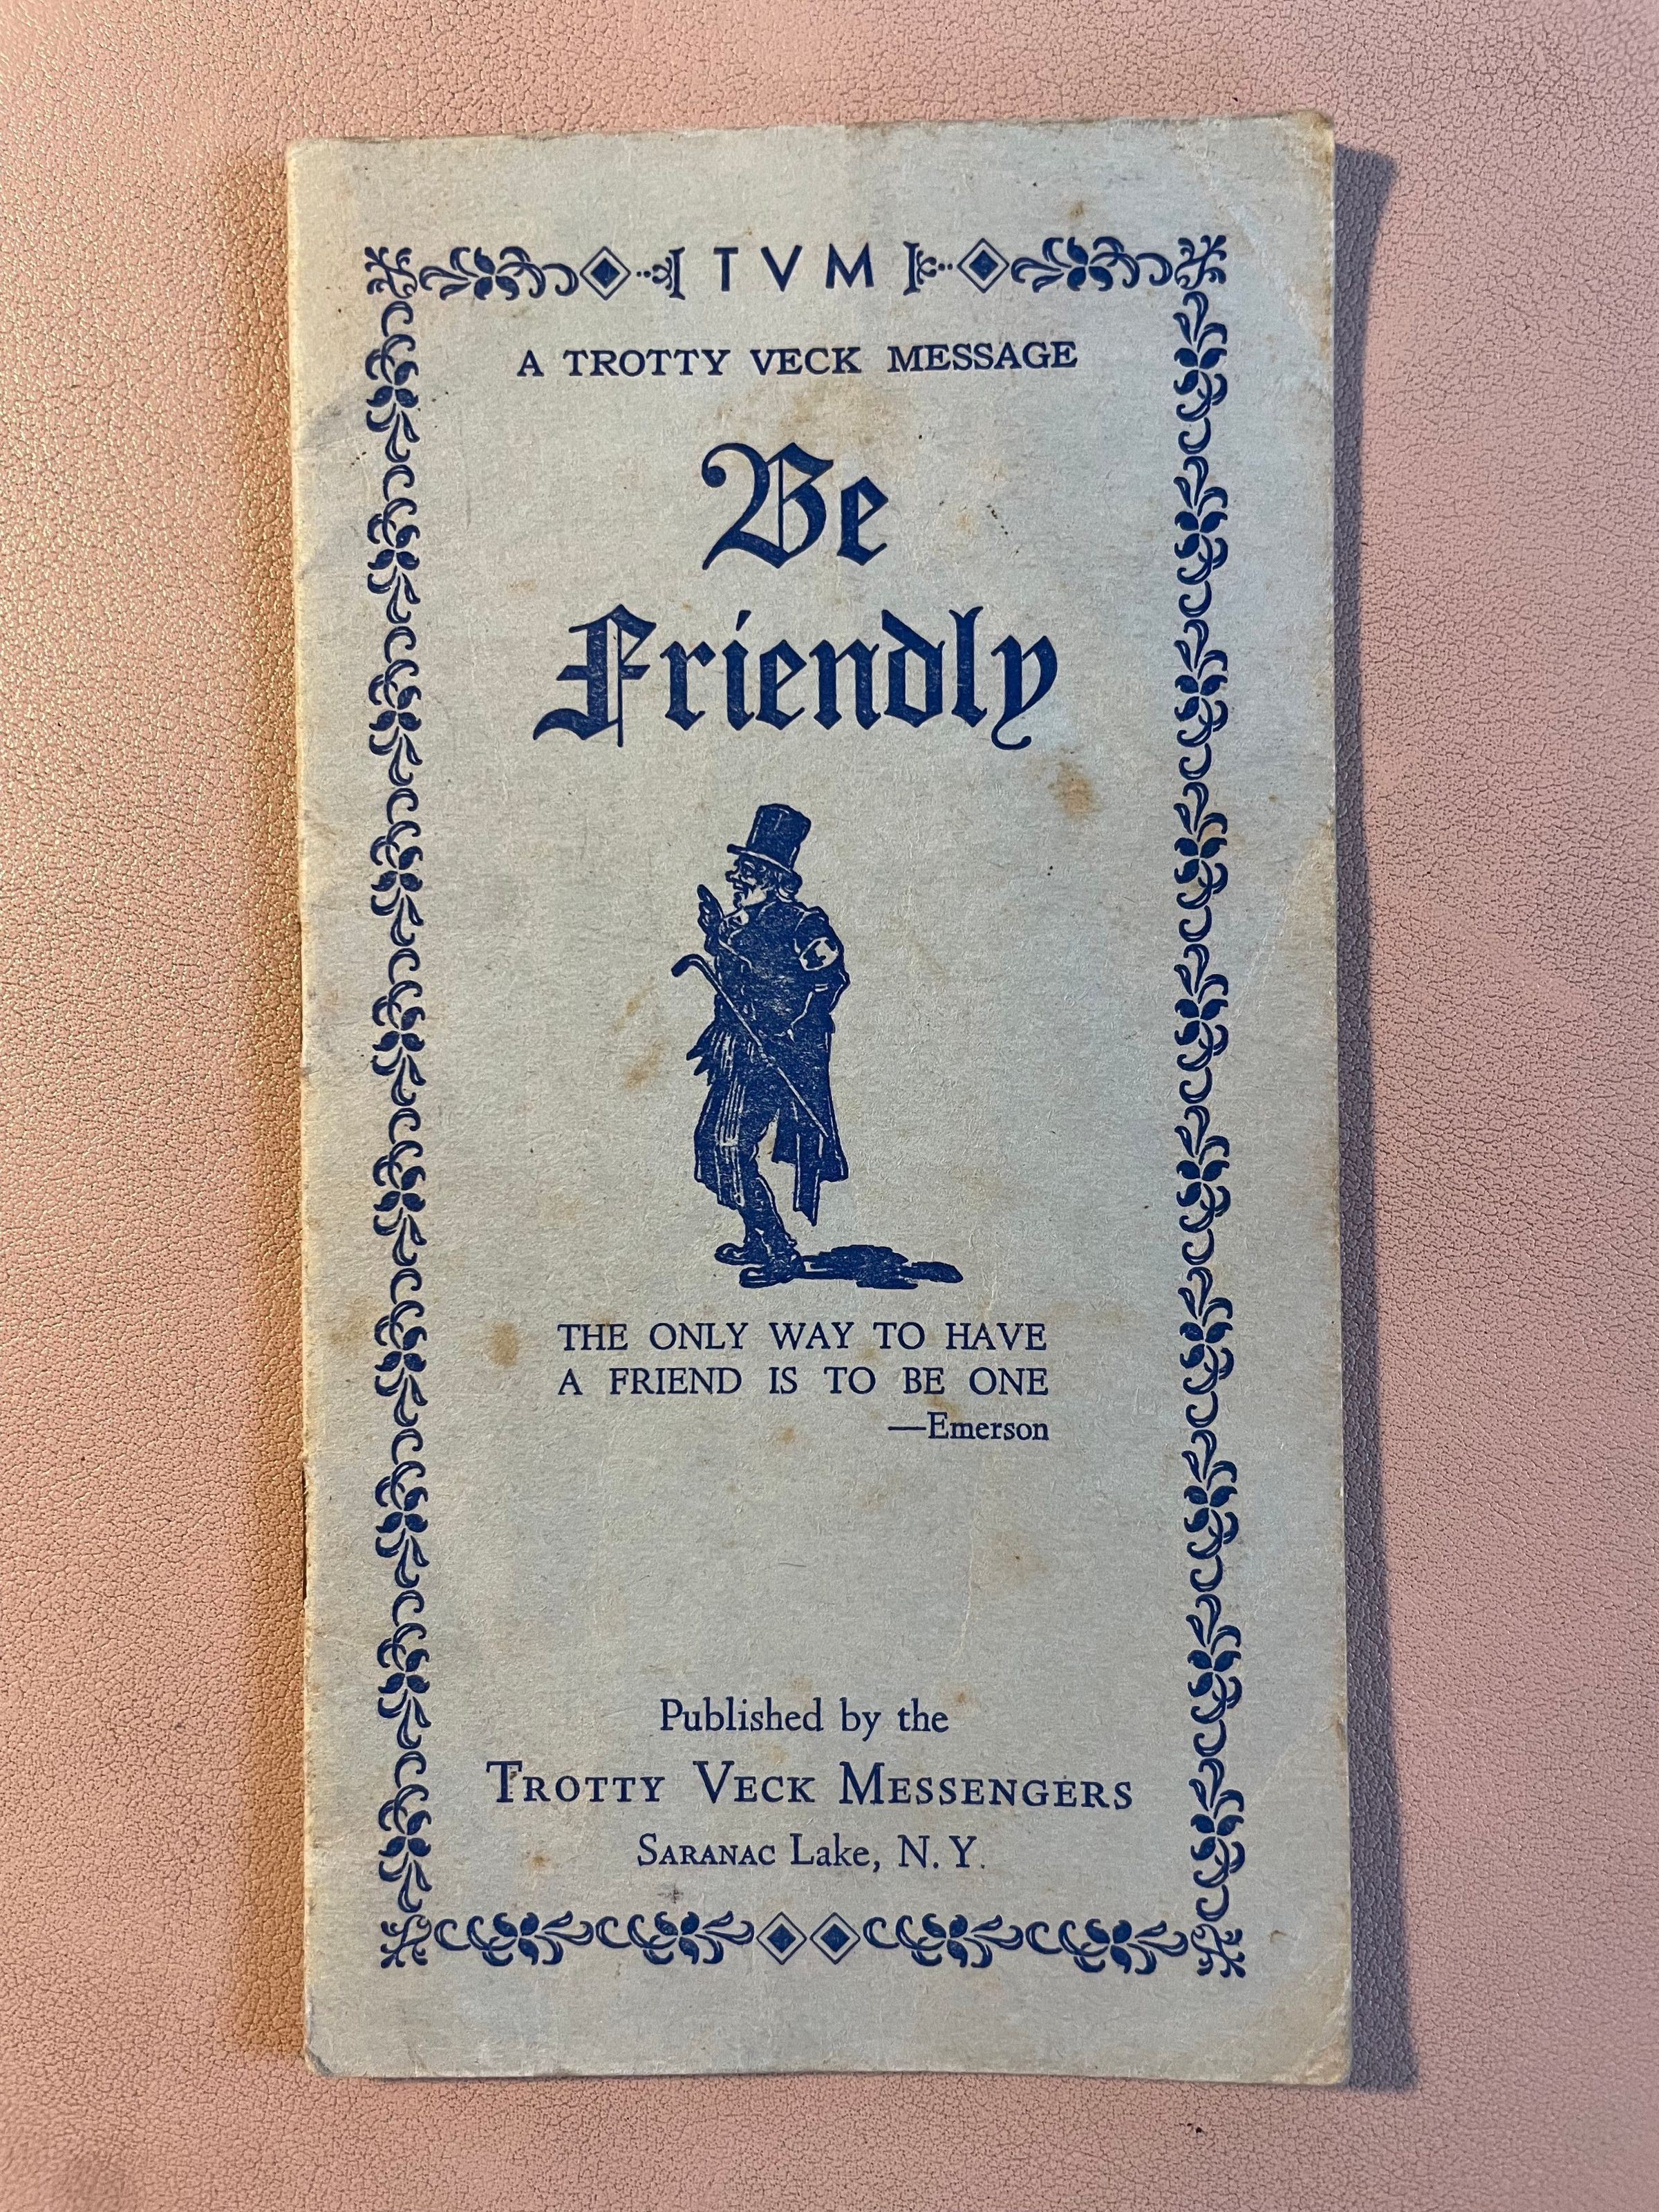 TVM
A TROTTY VECK MESSAGE
Be
Friendly
THE ONLY WAY TO HAVE
A FRIEND IS TO BE ONE
—Emerson
Published by the
TROTTY VECK MESSENGERS
SARANAC Lake, N. Y.